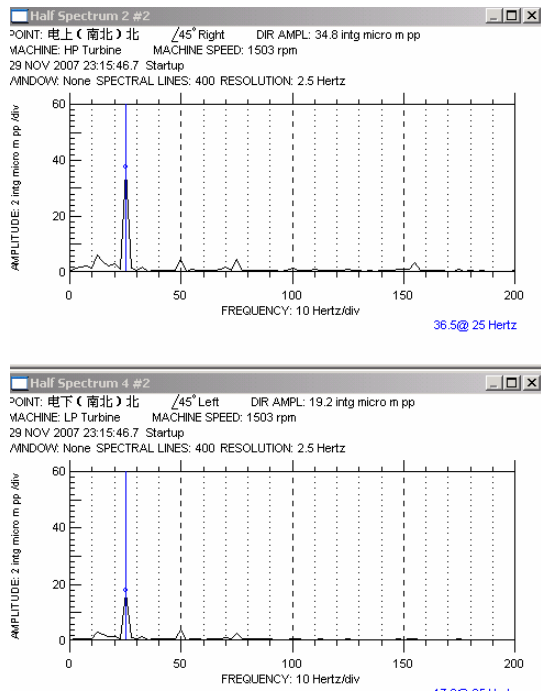 Half Spectrum 2 #2
POINT: 电上（南北）北 ∠45° Right DIR AMPL: 34.8 intg micro m pp
MACHINE: HP Turbine MACHINE SPEED: 1503 rpm
29 NOV 2007 23:15:46.7 Startup
WINDOW: None SPECTRAL LINES: 400 RESOLUTION: 2.5 Hertz
AMPLITUDE: 2 intg micro m pp /div
60
40
20
0
0 50 100 150 200
FREQUENCY: 10 Hertz/div
36.5@ 25 Hertz
Half Spectrum 4 #2
POINT: 电下（南北）北 ∠45° Left DIR AMPL: 19.2 intg micro m pp
MACHINE: LP Turbine MACHINE SPEED: 1503 rpm
29 NOV 2007 23:15:46.7 Startup
WINDOW: None SPECTRAL LINES: 400 RESOLUTION: 2.5 Hertz
AMPLITUDE: 2 intg micro m pp /div
60
40
20
0
0 50 100 150 200
FREQUENCY: 10 Hertz/div